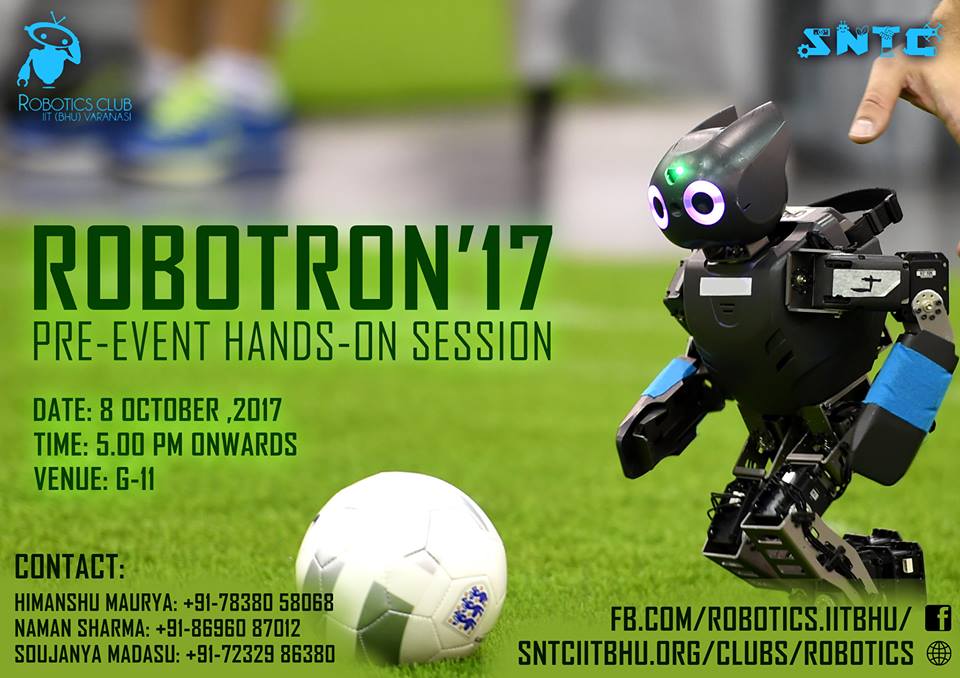 ROBOTICS CLUB
IIT (BHU) VARANASI
SNTC
ROBOTRON'17
PRE-EVENT HANDS-ON SESSION
DATE: 8 OCTOBER ,2017
TIME: 5.00 PM ONWARDS
VENUE: G-11
4
CONTACT:
HIMANSHU MAURYA: +91-78380 58068
NAMAN SHARMA: +91-86960 87012
SOUJANYA MADASU: +91-72329 86380
FB.COM/ROBOTICS.IITBHU/
SNTCIITBHU.ORG/CLUBS/ROBOTICS